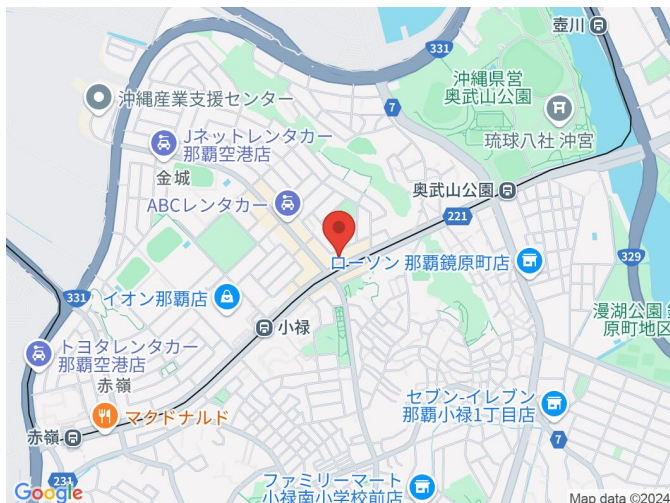 壺川
331
沖縄県営
奥武山公園
沖縄産業支援センター
7
琉球八社 沖宮
Jネットレンタカー
那覇空港店
金城
奥武山公園
ABCレンタカー
221
ローソン 那覇鏡原町店
329
331
イオン那覇店
漫湖公園
原町地区
小禄
トヨタレンタカー
那覇空港店
赤嶺
セブン-イレブン
那覇小禄1丁目店
マクドナルド
赤嶺
7
231
ファミリーマート
小禄南小学校前店
Google
Map data ©2024